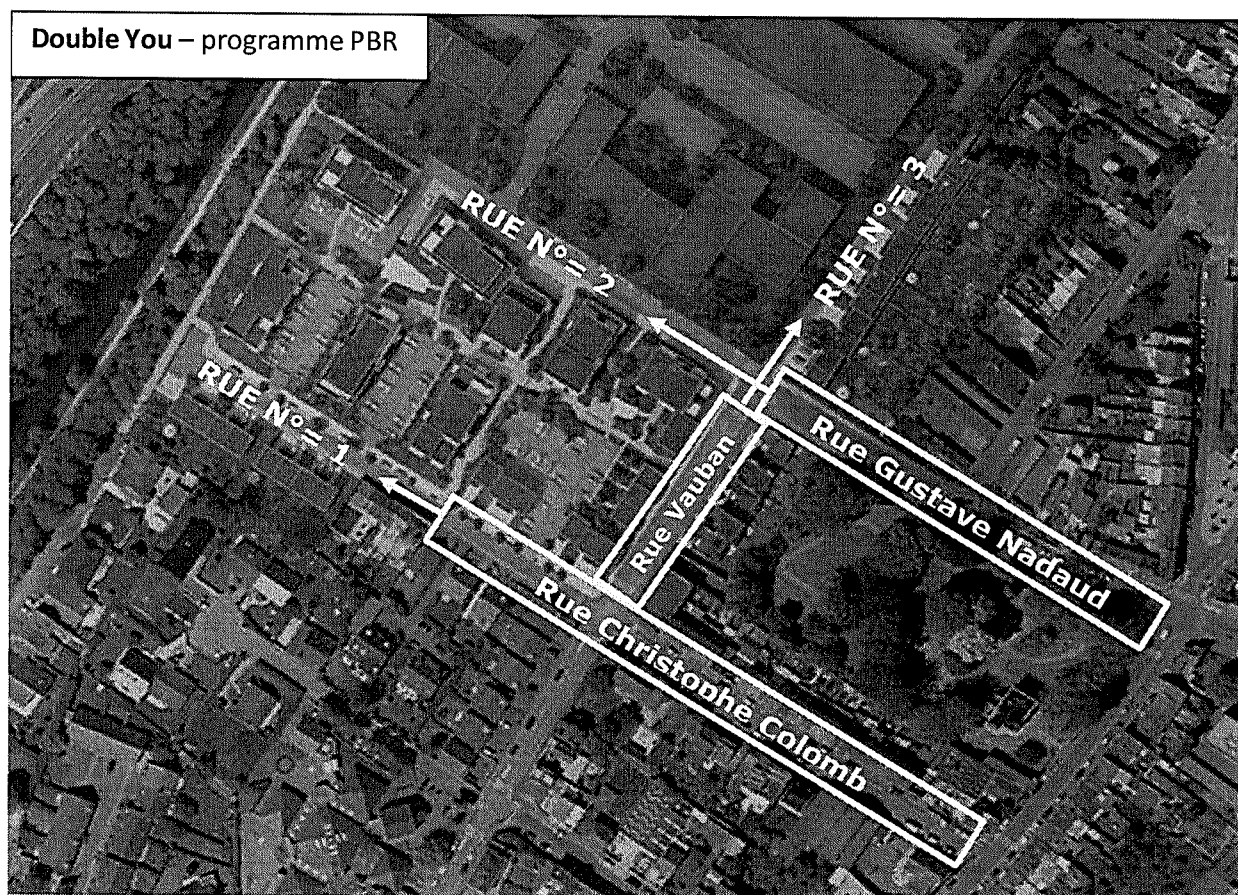 Double You – programme PBR
RUE N°= 3
RUE N°= 2
RUE N°= 1
Rue Gustave Nadaud
Rue Vauban
Rue Christophe Colomb